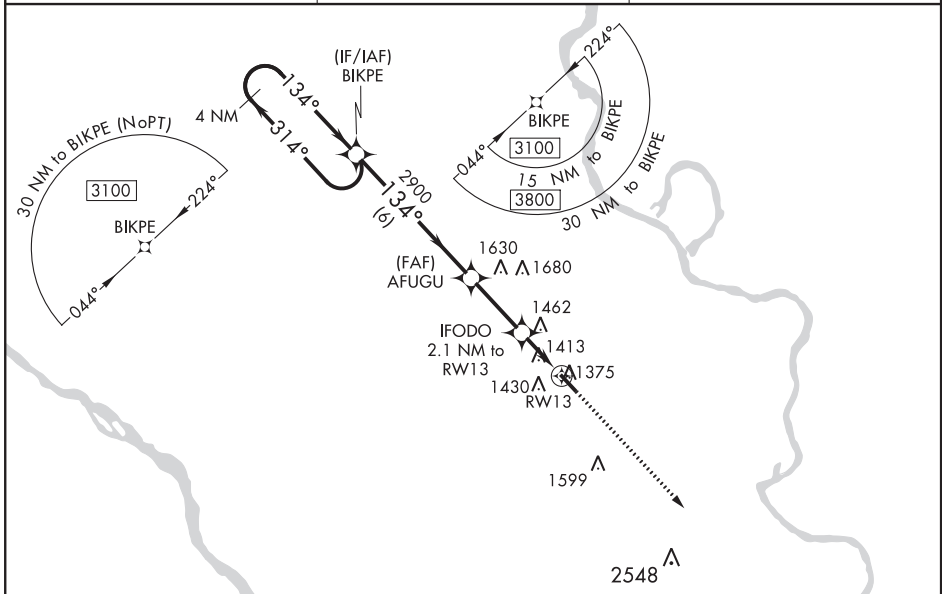 (IF/IAF)
BIKPE
4 NM
134°
314°
30 NM to BIKPE (NoPT)
3100
224°
BIKPE
044°
224°
BIKPE
3100
044°
15 NM to BIKPE
3800
30 NM to BIKPE
2900
134°
(6)
(FAF)
AFUGU
1630
1680
1462
IFODO
2.1 NM to
RW13
1413
1375
1430
RW13
1599
2548